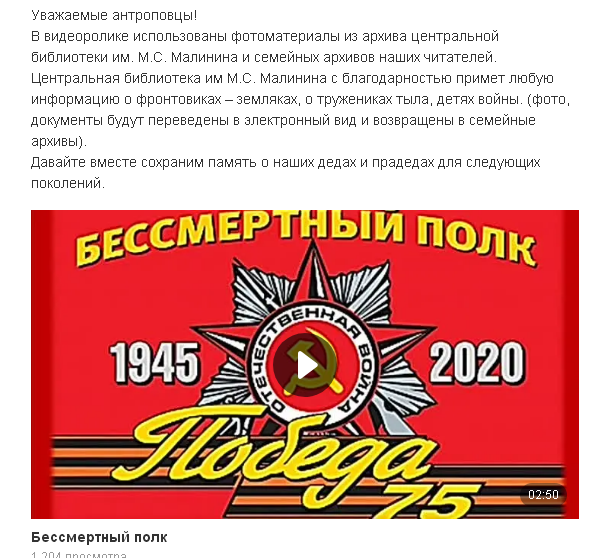 Уважаемые антроповцы!
В видеоролике использованы фотоматериалы из архива центральной
библиотеки им. М.С. Малинина и семейных архивов наших читателей.
Центральная библиотека им М.С. Малинина с благодарностью примет любую
информацию о фронтовиках – земляках, о тружениках тыла, детях войны. (фото,
документы будут переведены в электронный вид и возвращены в семейные
архивы).
Давайте вместе сохраним память о наших дедах и прадедах для следующих
поколений.
БЕССМЕРТНЫЙ ПОЛК
ОТЕЧЕСТВЕННАЯ ВОЙНА
1945 2020
Победа
75
02:50
Бессмертный полк
1 204 просмотра